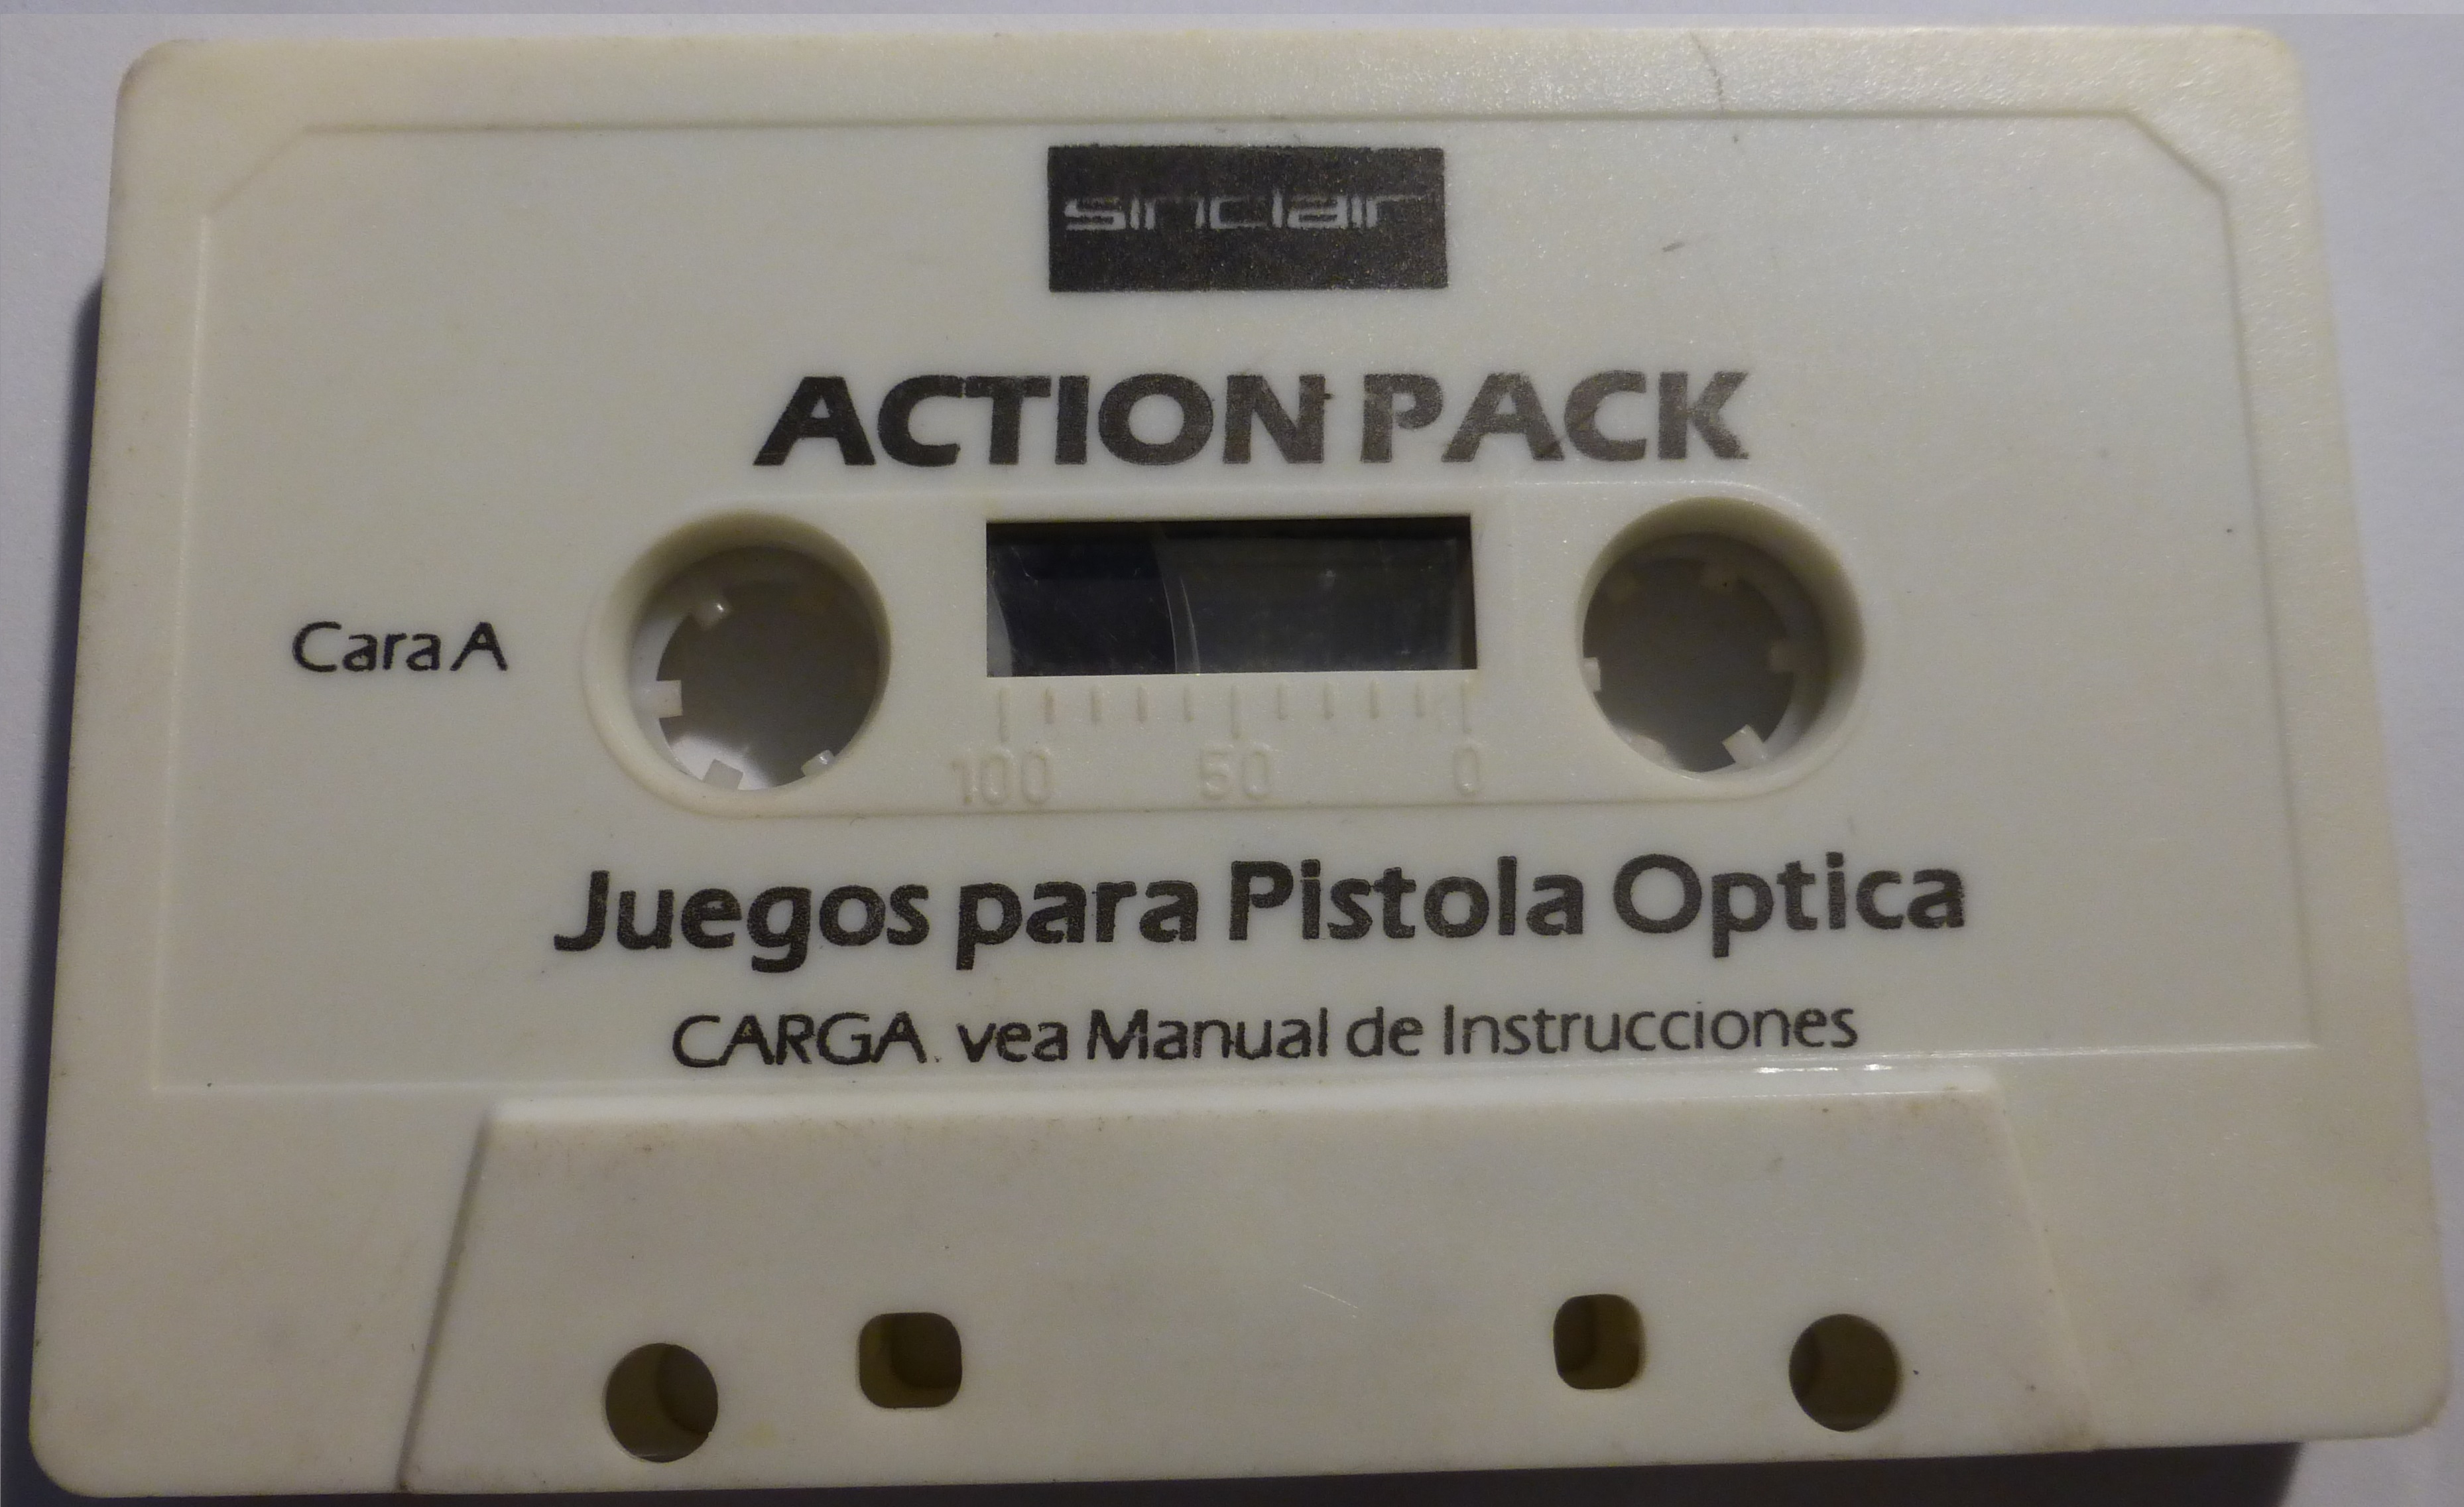 sinclair
ACTION PACK
Cara A
100 50 0
Juegos para Pistola Optica
CARGA. vea Manual de Instrucciones